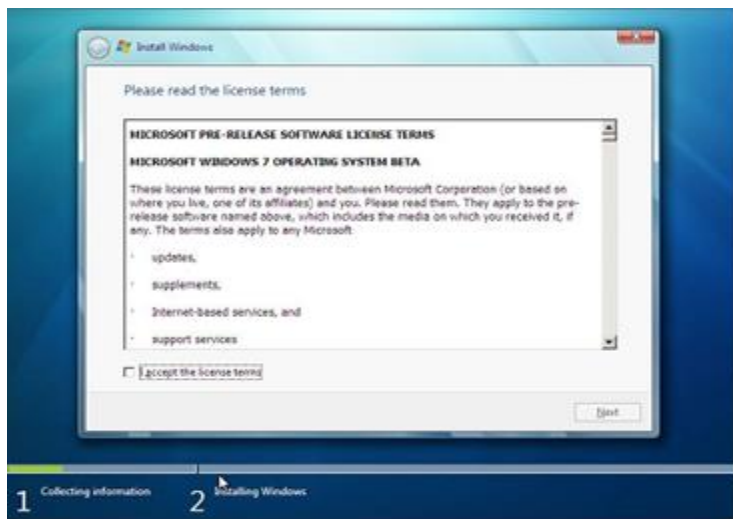 Install Windows
Please read the license terms
MICROSOFT PRE-RELEASE SOFTWARE LICENSE TERMS
MICROSOFT WINDOWS 7 OPERATING SYSTEM BETA
These license terms are an agreement between Microsoft Corporation (or based on
where you live, one of its affiliates) and you. Please read them. They apply to the pre-
release software named above, which includes the media on which you received it, if
any. The terms also apply to any Microsoft
· updates,
· supplements,
· Internet-based services, and
· support services
I accept the license terms
Next
1 Collecting information 2 Installing Windows